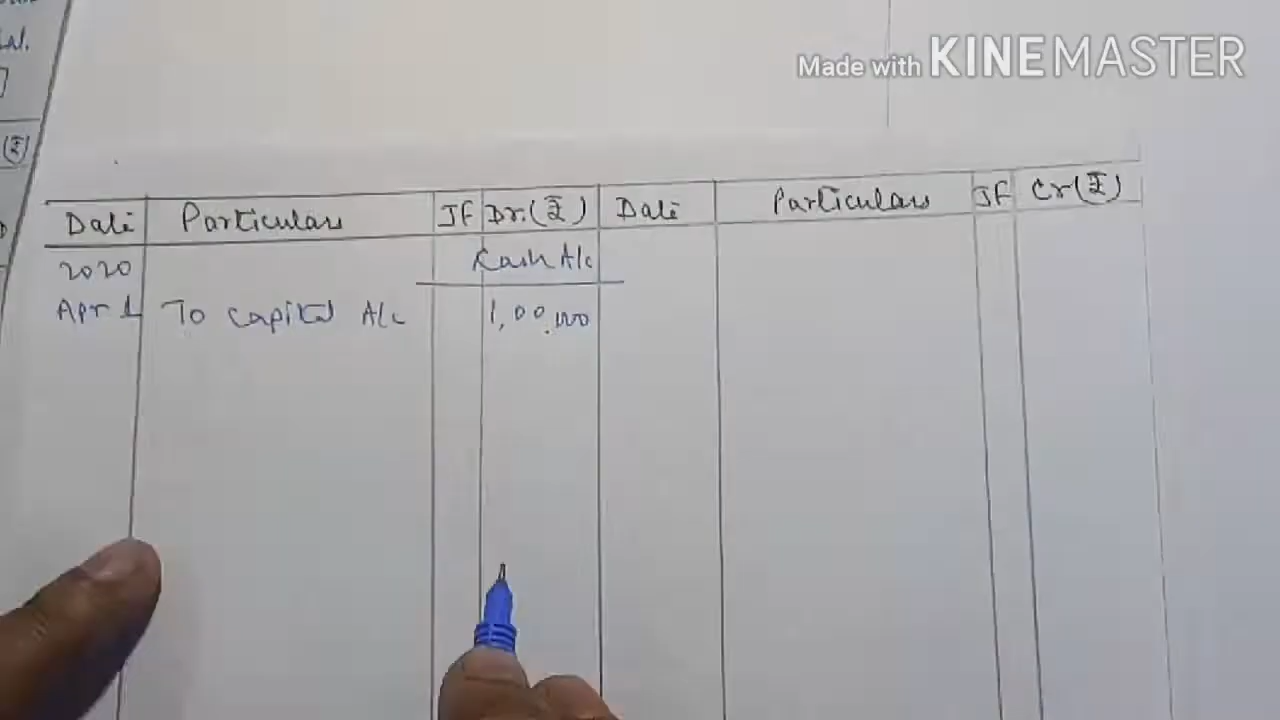 Made with KINEMASTER
(₹)
Date Particulars JF Dr.(₹) Date Particulars JF Cr(₹)
2020 Cash A/c
Apr 1 To Capital A/c 1,00,000